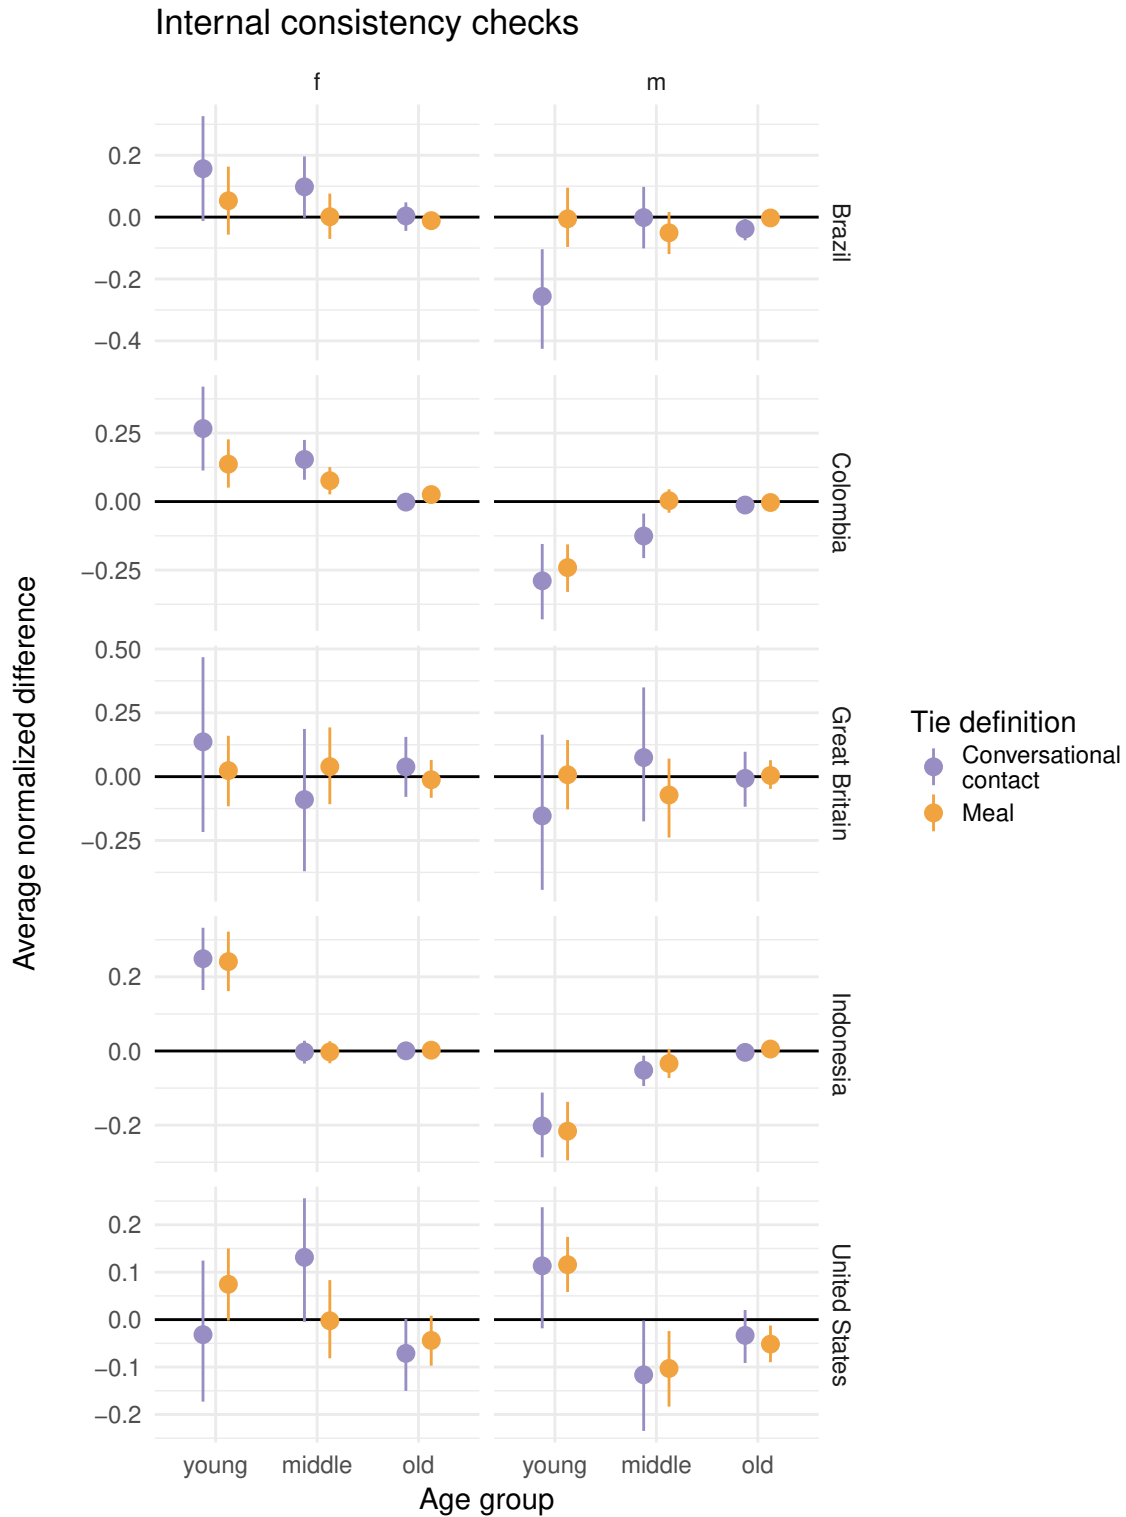 Internal consistency checks
f
m
0.2
0.0
−0.2
−0.4
Brazil
0.25
0.00
−0.25
Colombia
0.50
0.25
0.00
−0.25
Great Britain
0.2
0.0
−0.2
Indonesia
0.2
0.1
0.0
−0.1
−0.2
United States
young
middle
old
young
middle
old
Age group
Average normalized difference
Tie definition
Conversational
contact
Meal